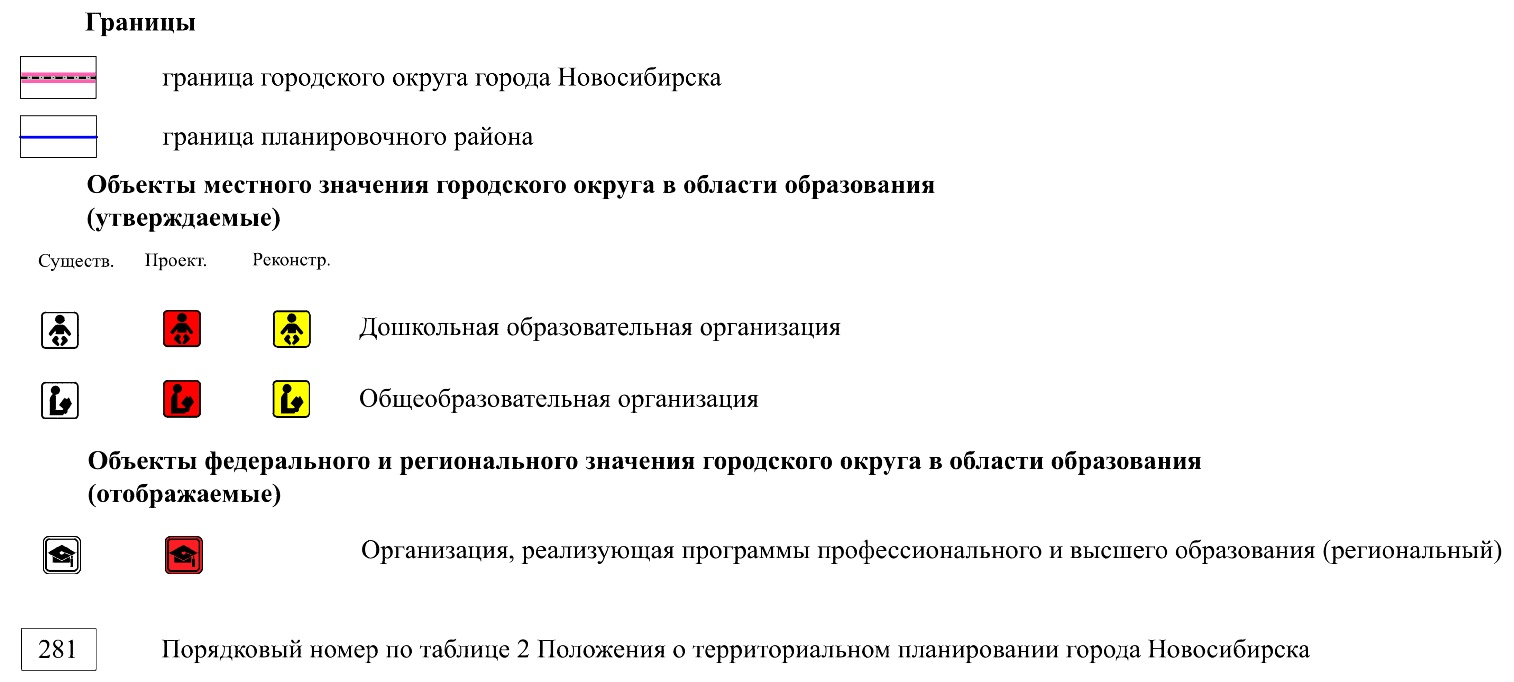 Границы
граница городского округа города Новосибирска
граница планировочного района
Объекты местного значения городского округа в области образования
(утверждаемые)
Существ. Проект. Реконстр.
Дошкольная образовательная организация
Общеобразовательная организация
Объекты федерального и регионального значения городского округа в области образования
(отображаемые)
Организация, реализующая программы профессионального и высшего образования (региональный)
281 Порядковый номер по таблице 2 Положения о территориальном планировании города Новосибирска